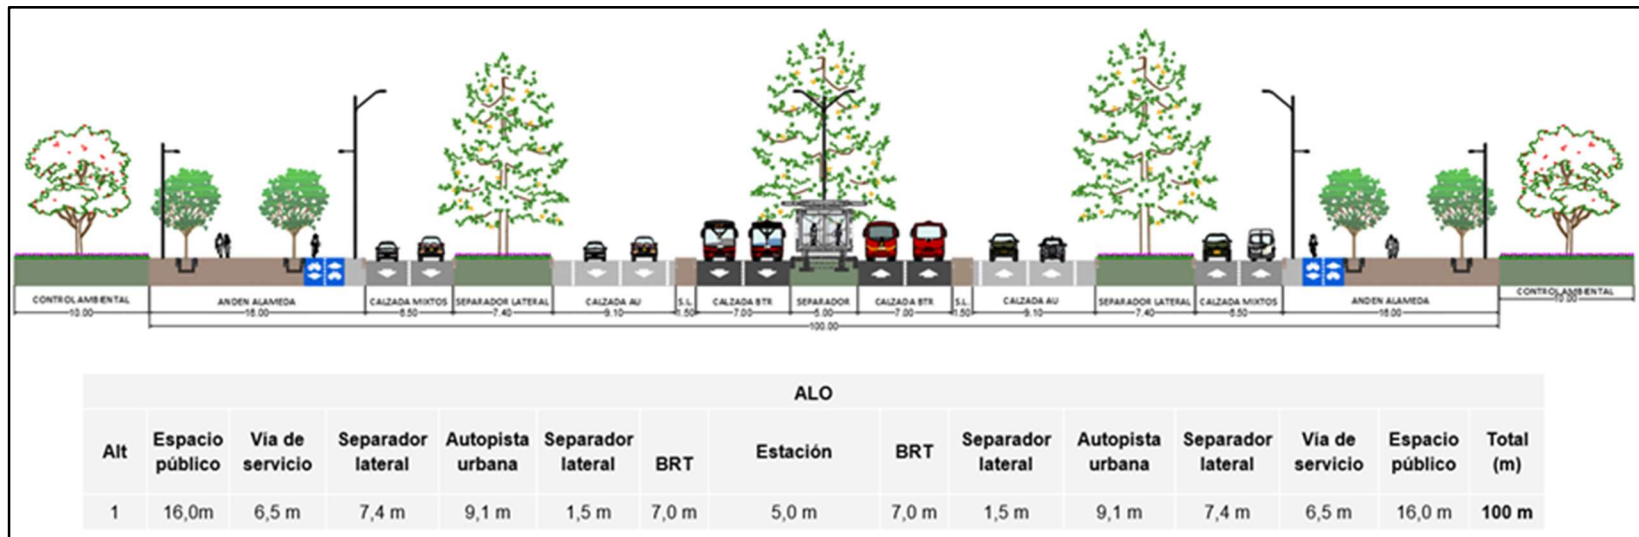 CONTROL AMBIENTAL ANDEN ALAMEDA CALZADA MIXTOS SEPARADOR LATERAL CALZADA AU S.L. CALZADA BTR SEPARADOR CALZADA BTR S.L. CALZADA AU SEPARADOR LATERAL CALZADA MIXTOS ANDEN ALAMEDA CONTROL AMBIENTAL
10.00 16.00 6.50 7.40 9.10 1.50 7.00 5.00 7.00 1.50 9.10 7.40 6.50 16.00 10.00
100.00
ALO
Alt Espacio público Vía de servicio Separador lateral Autopista urbana Separador lateral BRT Estación BRT Separador lateral Autopista urbana Separador lateral Vía de servicio Espacio público Total (m)
1 16,0m 6,5 m 7,4 m 9,1 m 1,5 m 7,0 m 5,0 m 7,0 m 1,5 m 9,1 m 7,4 m 6,5 m 16,0 m 100 m